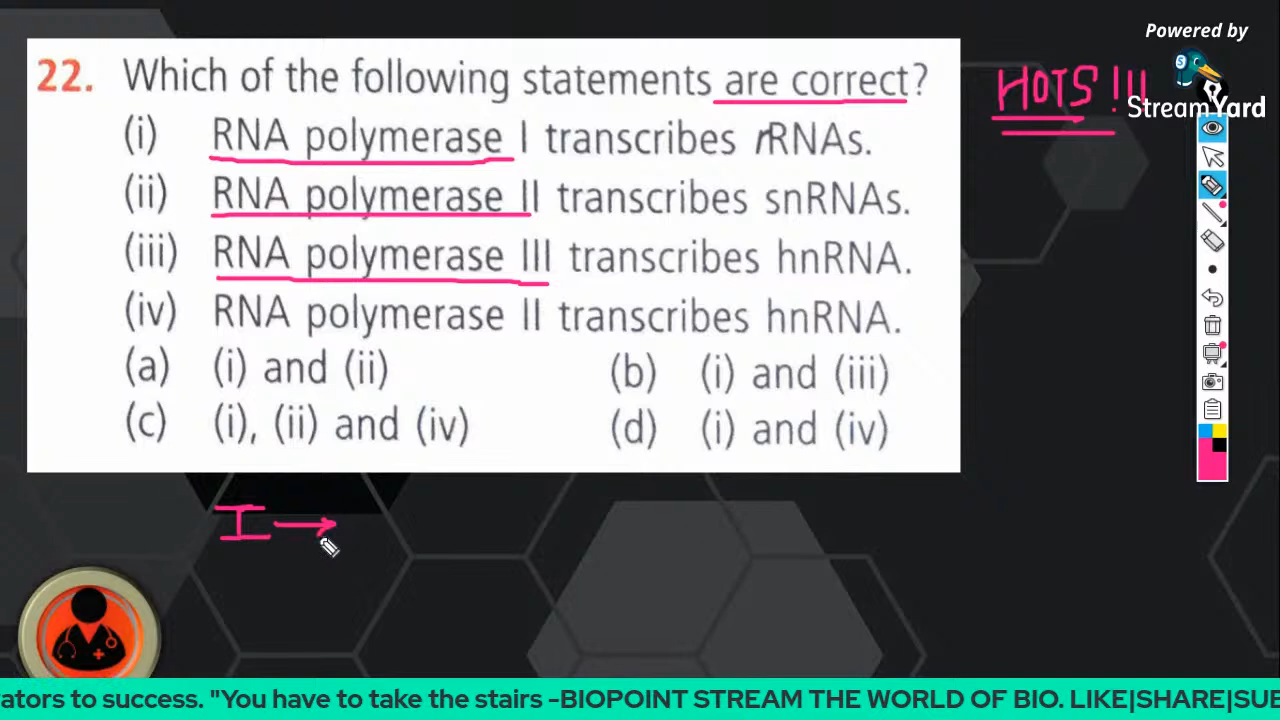 Powered by
StreamYard
HOTS!!!
22. Which of the following statements are correct?
(i) RNA polymerase I transcribes rRNAs.
(ii) RNA polymerase II transcribes snRNAs.
(iii) RNA polymerase III transcribes hnRNA.
(iv) RNA polymerase II transcribes hnRNA.
(a) (i) and (ii) (b) (i) and (iii)
(c) (i), (ii) and (iv) (d) (i) and (iv)
I →
ators to success. "You have to take the stairs -BIOPOINT STREAM THE WORLD OF BIO. LIKE|SHARE|SUB